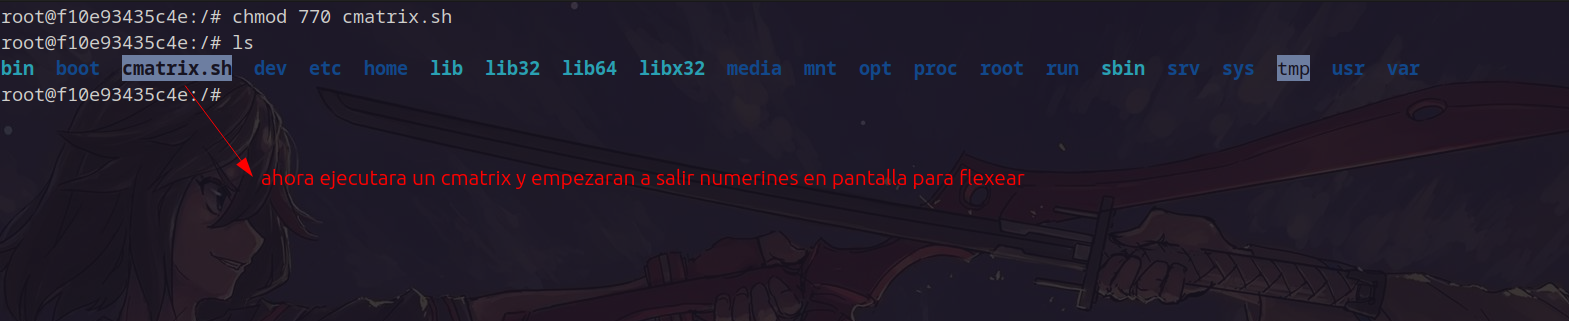 root@f10e93435c4e:/# chmod 770 cmatrix.sh
root@f10e93435c4e:/# ls
bin boot cmatrix.sh dev etc home lib lib32 lib64 libx32 media mnt opt proc root run sbin srv sys tmp usr var
root@f10e93435c4e:/#
ahora ejecutara un cmatrix y empezaran a salir numerines en pantalla para flexear